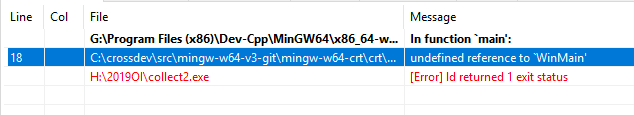 Line Col File Message
G:\Program Files (x86)\Dev-Cpp\MinGW64\x86_64-w... In function `main':
18 C:\crossdev\src\mingw-w64-v3-git\mingw-w64-crt\crt\... undefined reference to `WinMain'
H:\2019OI\collect2.exe [Error] ld returned 1 exit status